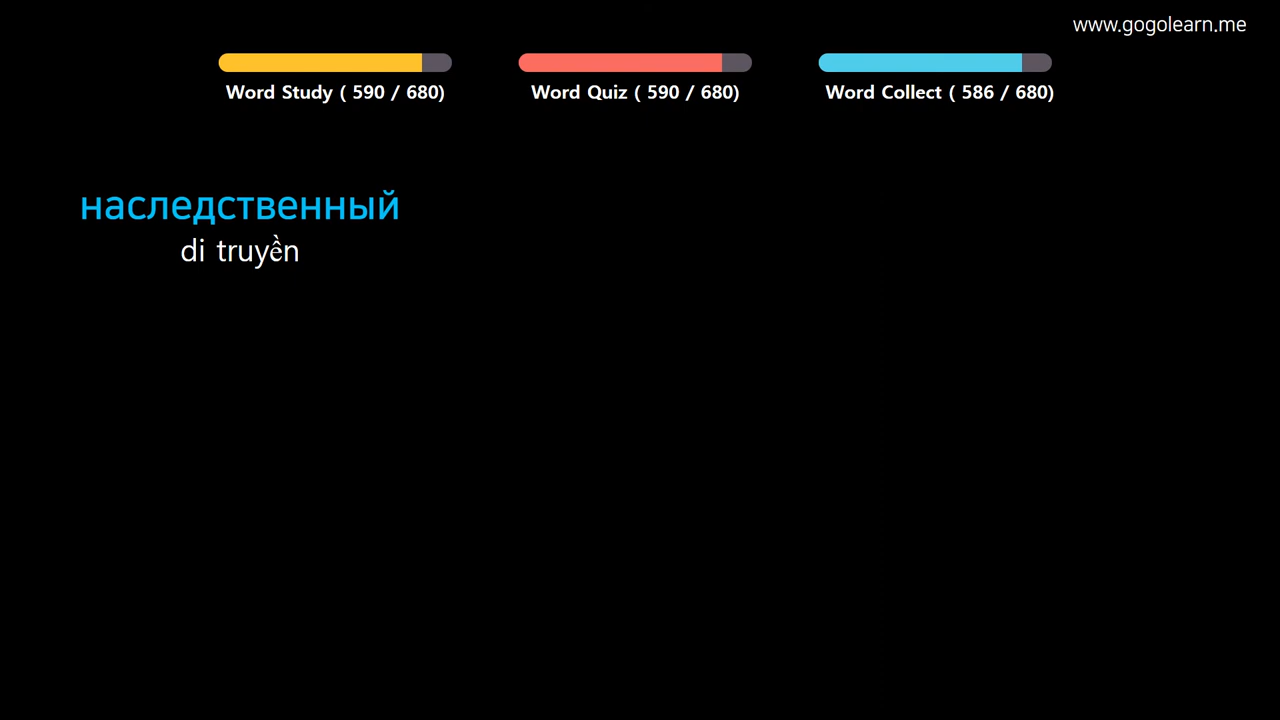 www.gogolearn.me
Word Study ( 590 / 680)
Word Quiz ( 590 / 680)
Word Collect ( 586 / 680)
наследственный
di truyền